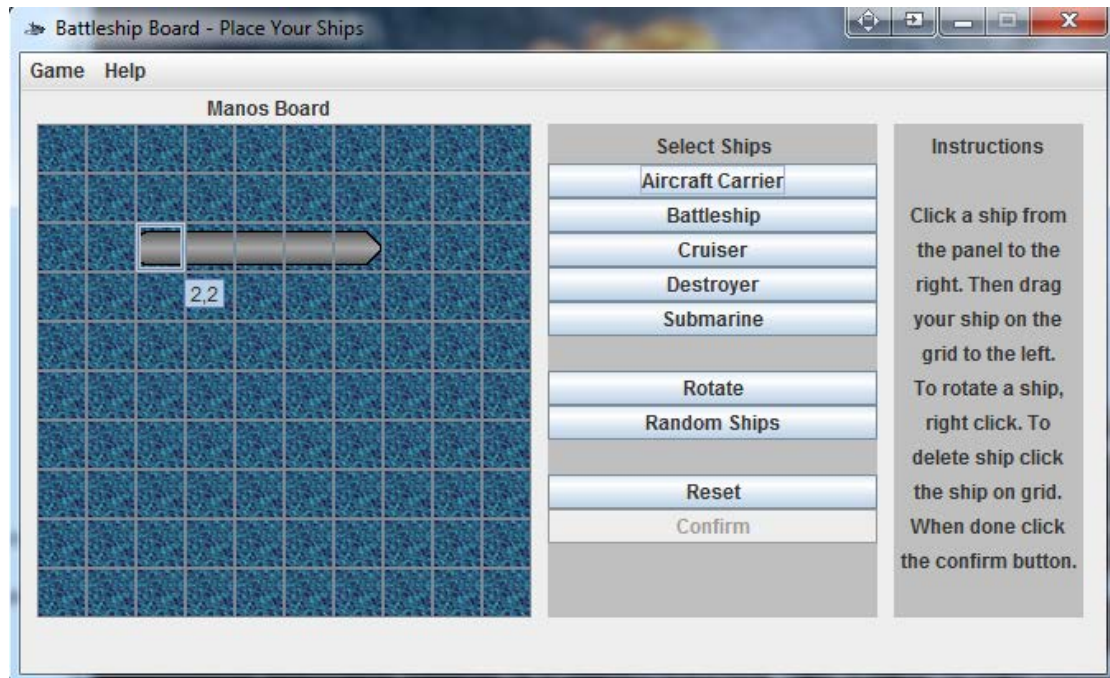 Battleship Board - Place Your Ships
Game Help
Manos Board
2,2
Select Ships
Aircraft Carrier
Battleship
Cruiser
Destroyer
Submarine
Rotate
Random Ships
Reset
Confirm
Instructions
Click a ship from
the panel to the
right. Then drag
your ship on the
grid to the left.
To rotate a ship,
right click. To
delete ship click
the ship on grid.
When done click
the confirm button.